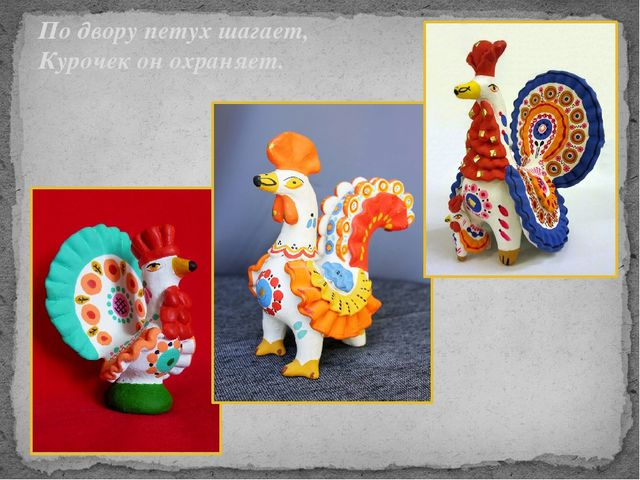 По двору петух шагает,
Курочек он охраняет.